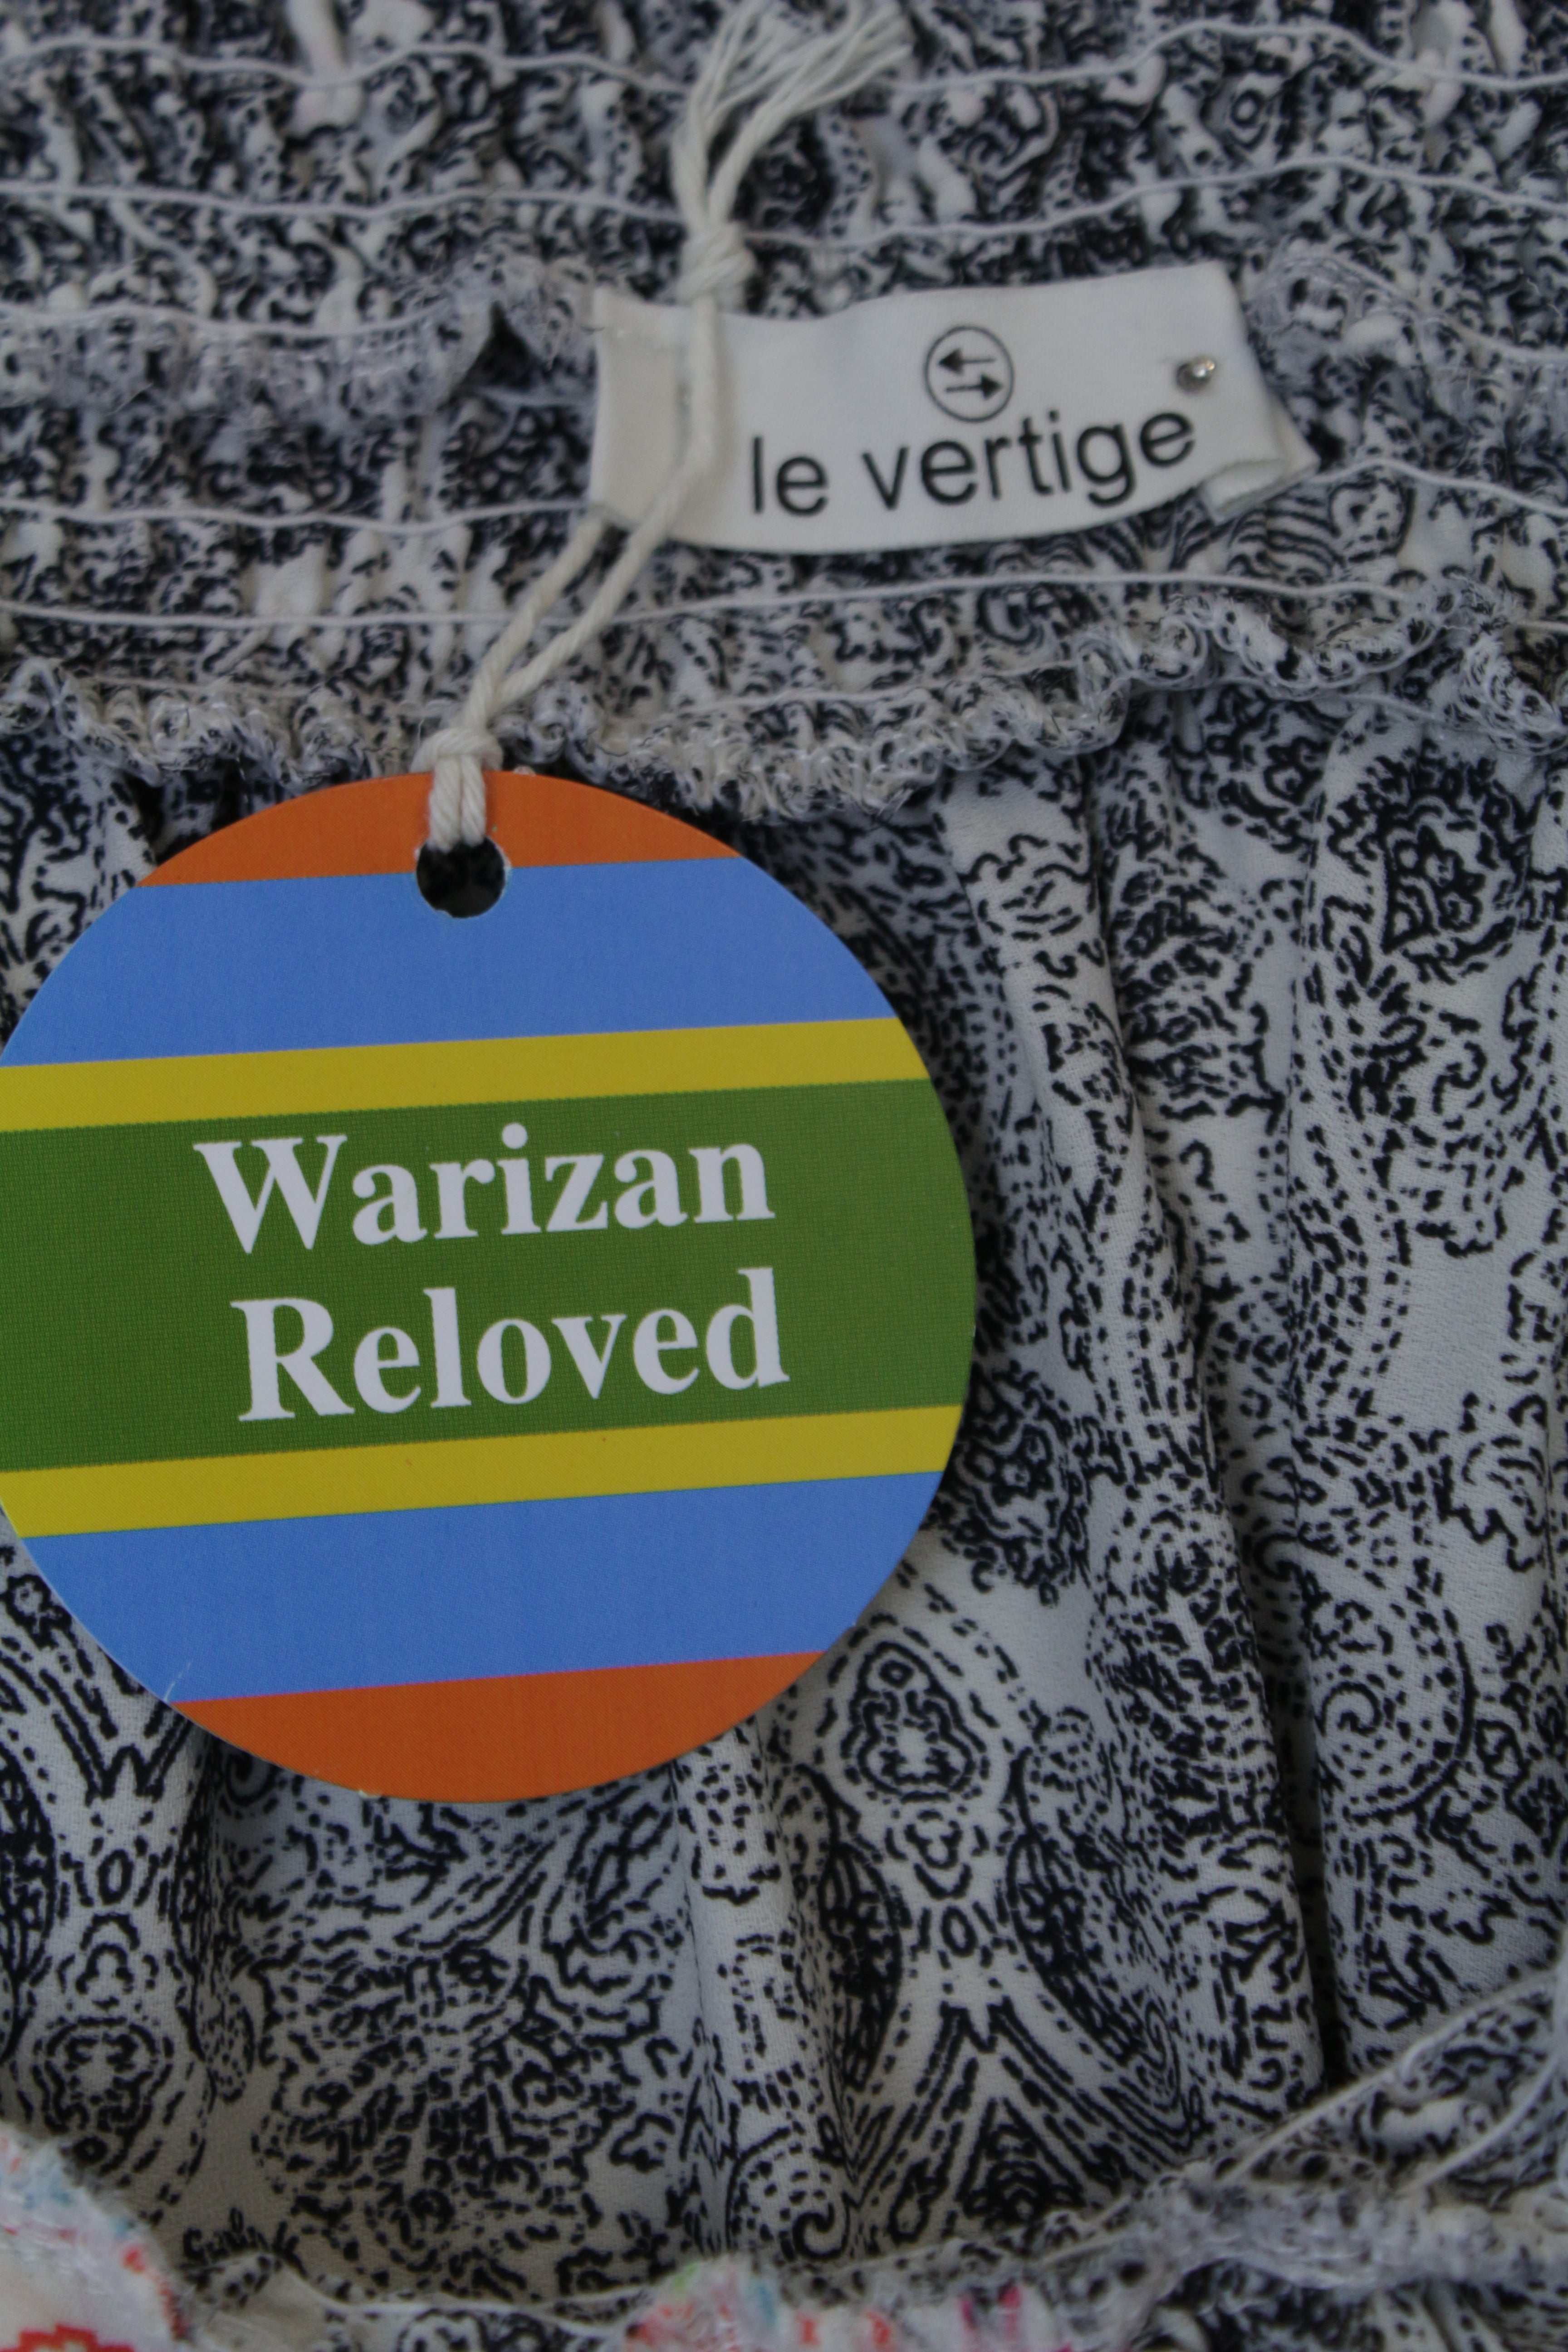 le vertige
Warizan
Reloved